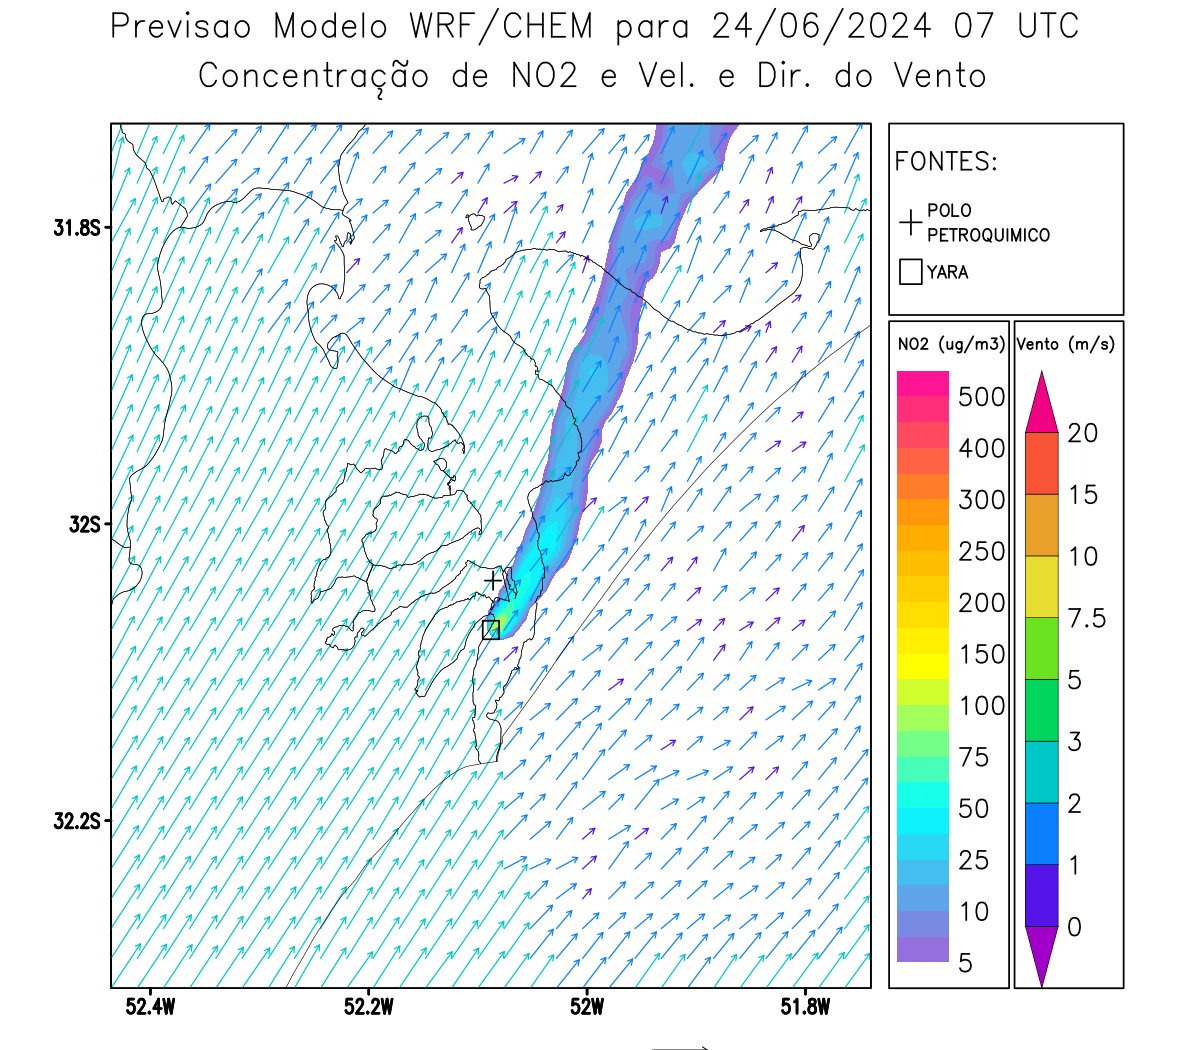 Previsao Modelo WRF/CHEM para 24/06/2024 07 UTC
Concentração de NO2 e Vel. e Dir. do Vento
FONTES:
POLO
PETROQUIMICO
YARA
31.8S
32S
32.2S
52.4W
52.2W
52W
51.8W
NO2 (ug/m3)
500
400
300
250
200
150
100
75
50
25
10
5
Vento (m/s)
20
15
10
7.5
5
3
2
1
0